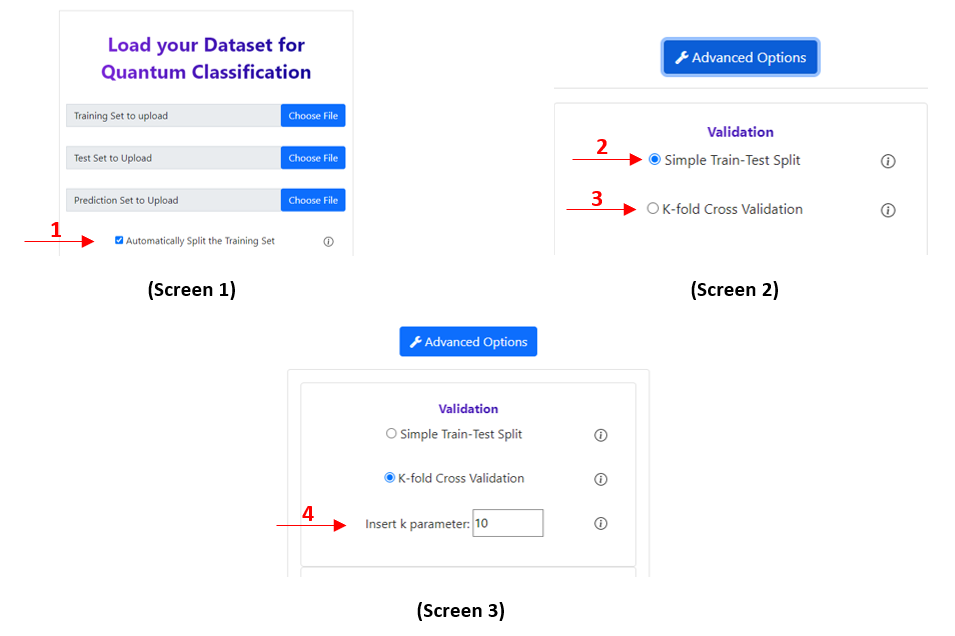 Load your Dataset for
Quantum Classification
Training Set to upload Choose File
Test Set to Upload Choose File
Prediction Set to Upload Choose File
1 Automatically Split the Training Set
(Screen 1)
Advanced Options
Validation
2 Simple Train-Test Split
3 K-fold Cross Validation
(Screen 2)
Advanced Options
Validation
Simple Train-Test Split
K-fold Cross Validation
4 Insert k parameter: 10
(Screen 3)